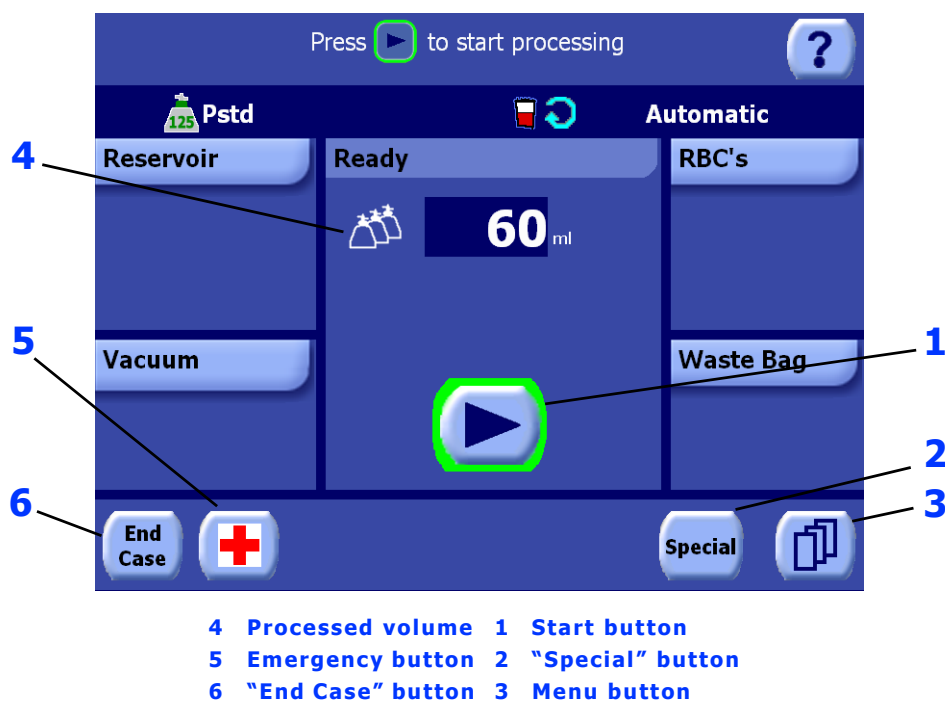 Press to start processing
?
125 Pstd Automatic
4 Reservoir Ready RBC's
60 ml
5 Vacuum Waste Bag 1
2
6 End Case Special 3
4 Processed volume 1 Start button
5 Emergency button 2 “Special” button
6 “End Case” button 3 Menu button